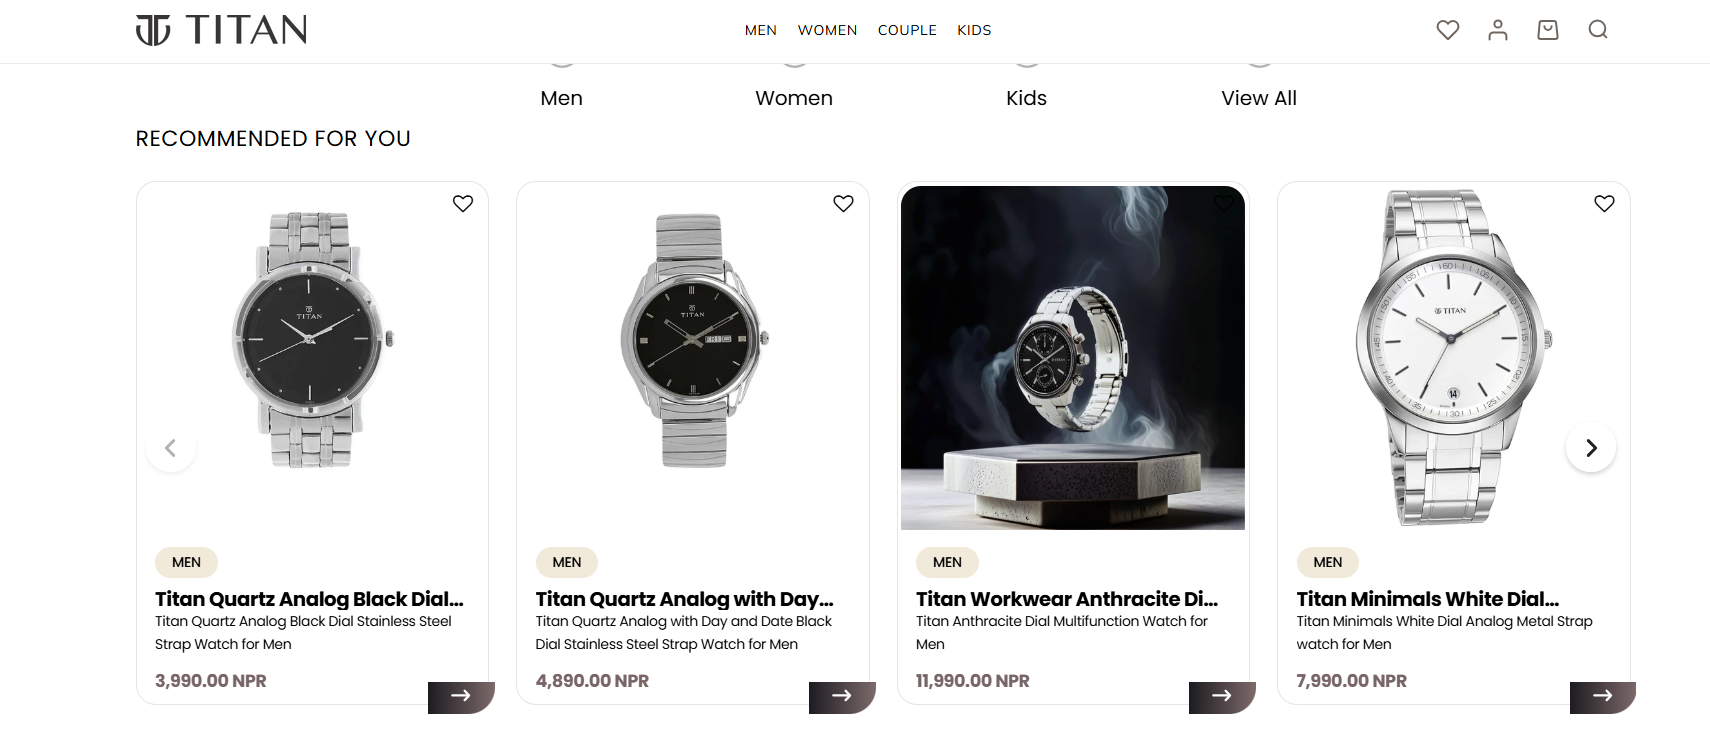 TITAN
MEN WOMEN COUPLE KIDS
Men Women Kids View All
RECOMMENDED FOR YOU
TITAN
TITAN
TITAN
TITAN
14
MEN
Titan Quartz Analog Black Dial...
Titan Quartz Analog Black Dial Stainless Steel
Strap Watch for Men
3,990.00 NPR
MEN
Titan Quartz Analog with Day...
Titan Quartz Analog with Day and Date Black
Dial Stainless Steel Strap Watch for Men
4,890.00 NPR
MEN
Titan Workwear Anthracite Di...
Titan Anthracite Dial Multifunction Watch for
Men
11,990.00 NPR
MEN
Titan Minimals White Dial...
Titan Minimals White Dial Analog Metal Strap
watch for Men
7,990.00 NPR